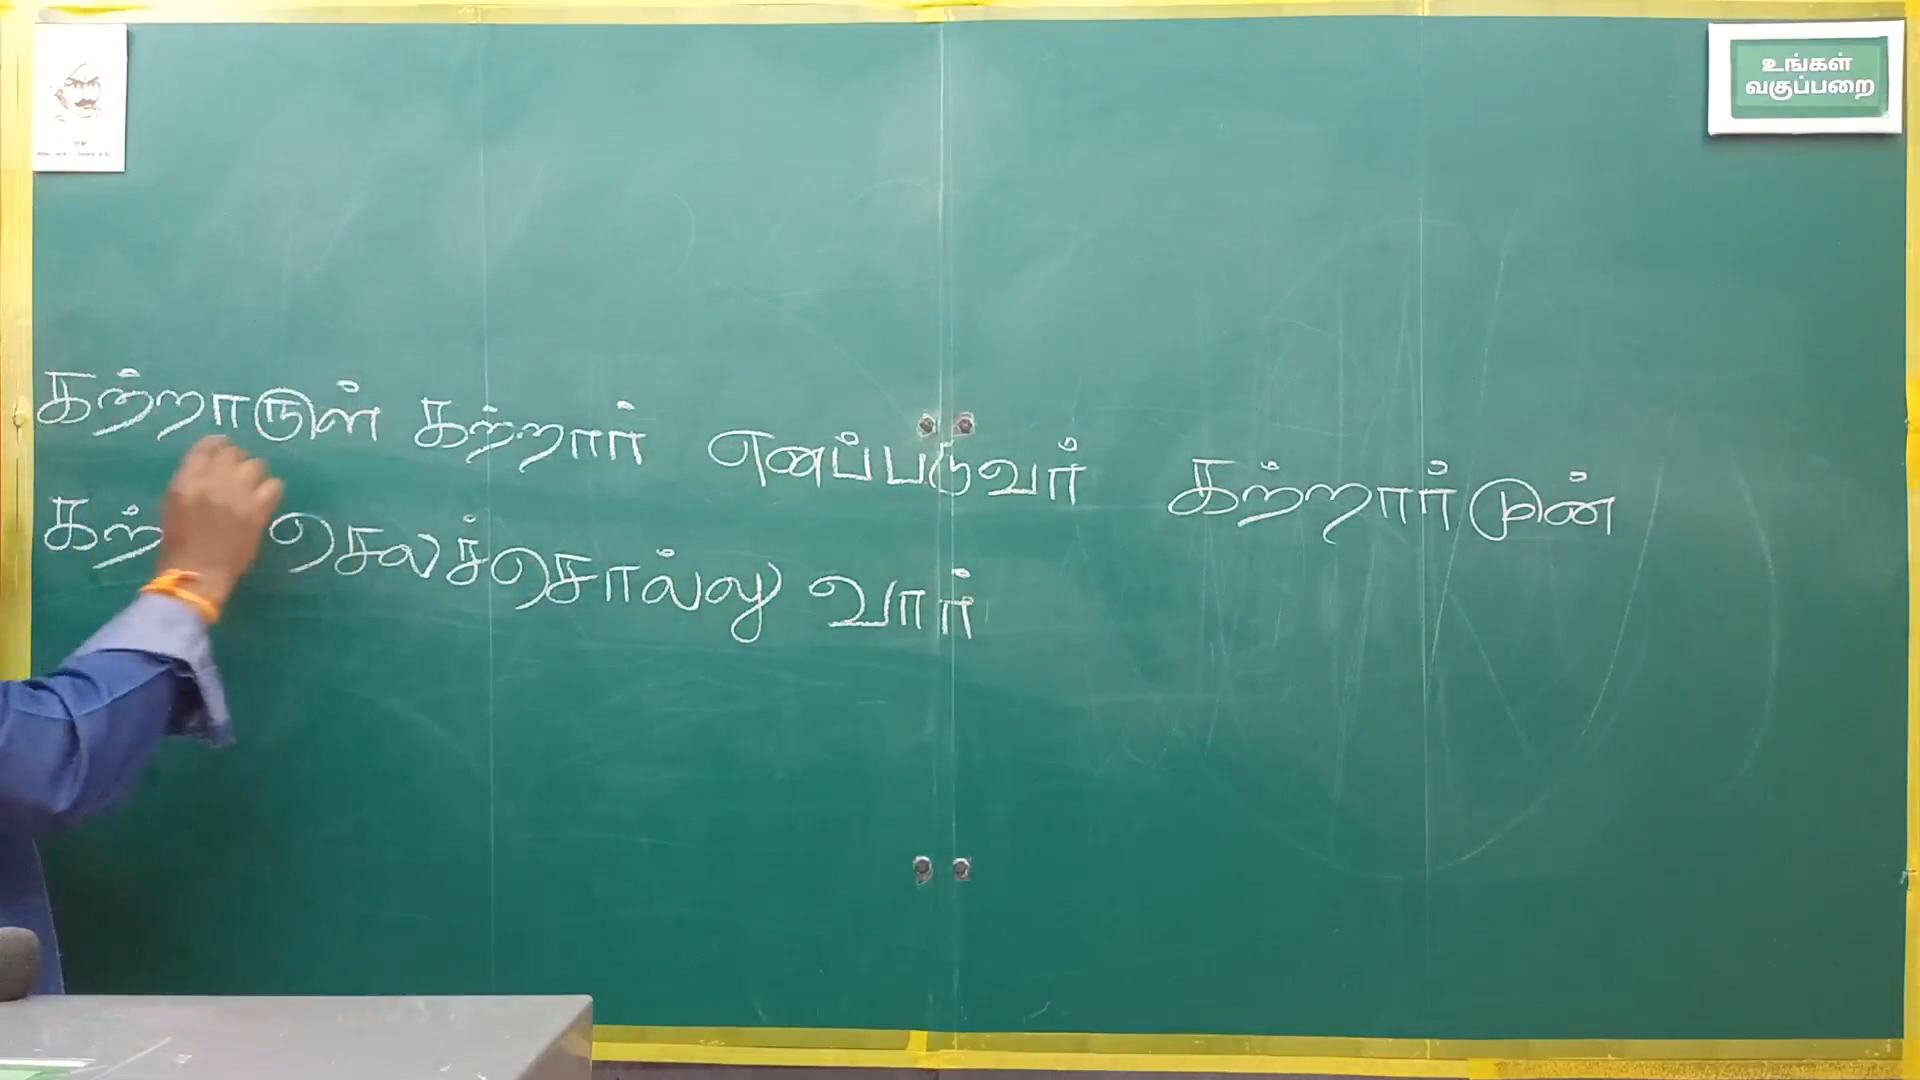 உங்கள்
வகுப்பறை
கற்றாருள் கற்றார் எனப்படுவர் கற்றார்முன்
செலச்சொல்லு வார்